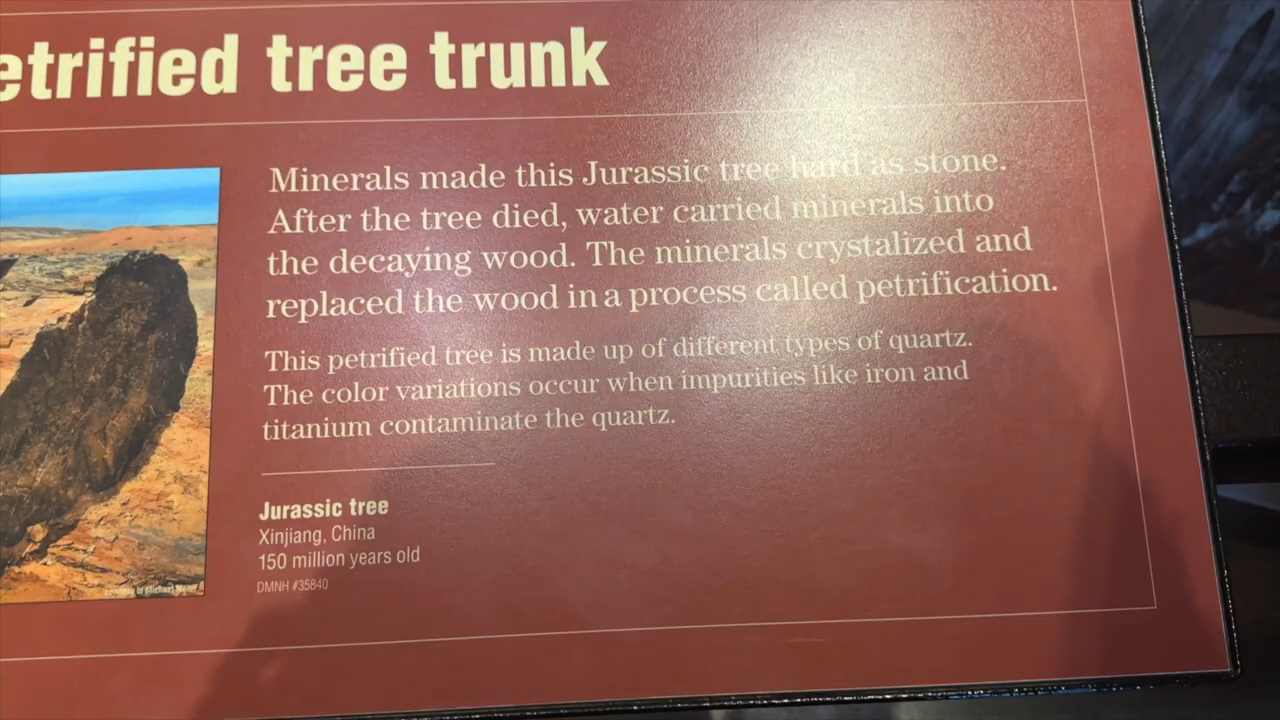 etrified tree trunk
Minerals made this Jurassic tree hard as stone.
After the tree died, water carried minerals into
the decaying wood. The minerals crystalized and
replaced the wood in a process called petrification.
This petrified tree is made up of different types of quartz.
The color variations occur when impurities like iron and
titanium contaminate the quartz.
Jurassic tree
Xinjiang, China
150 million years old
DMNH #35840